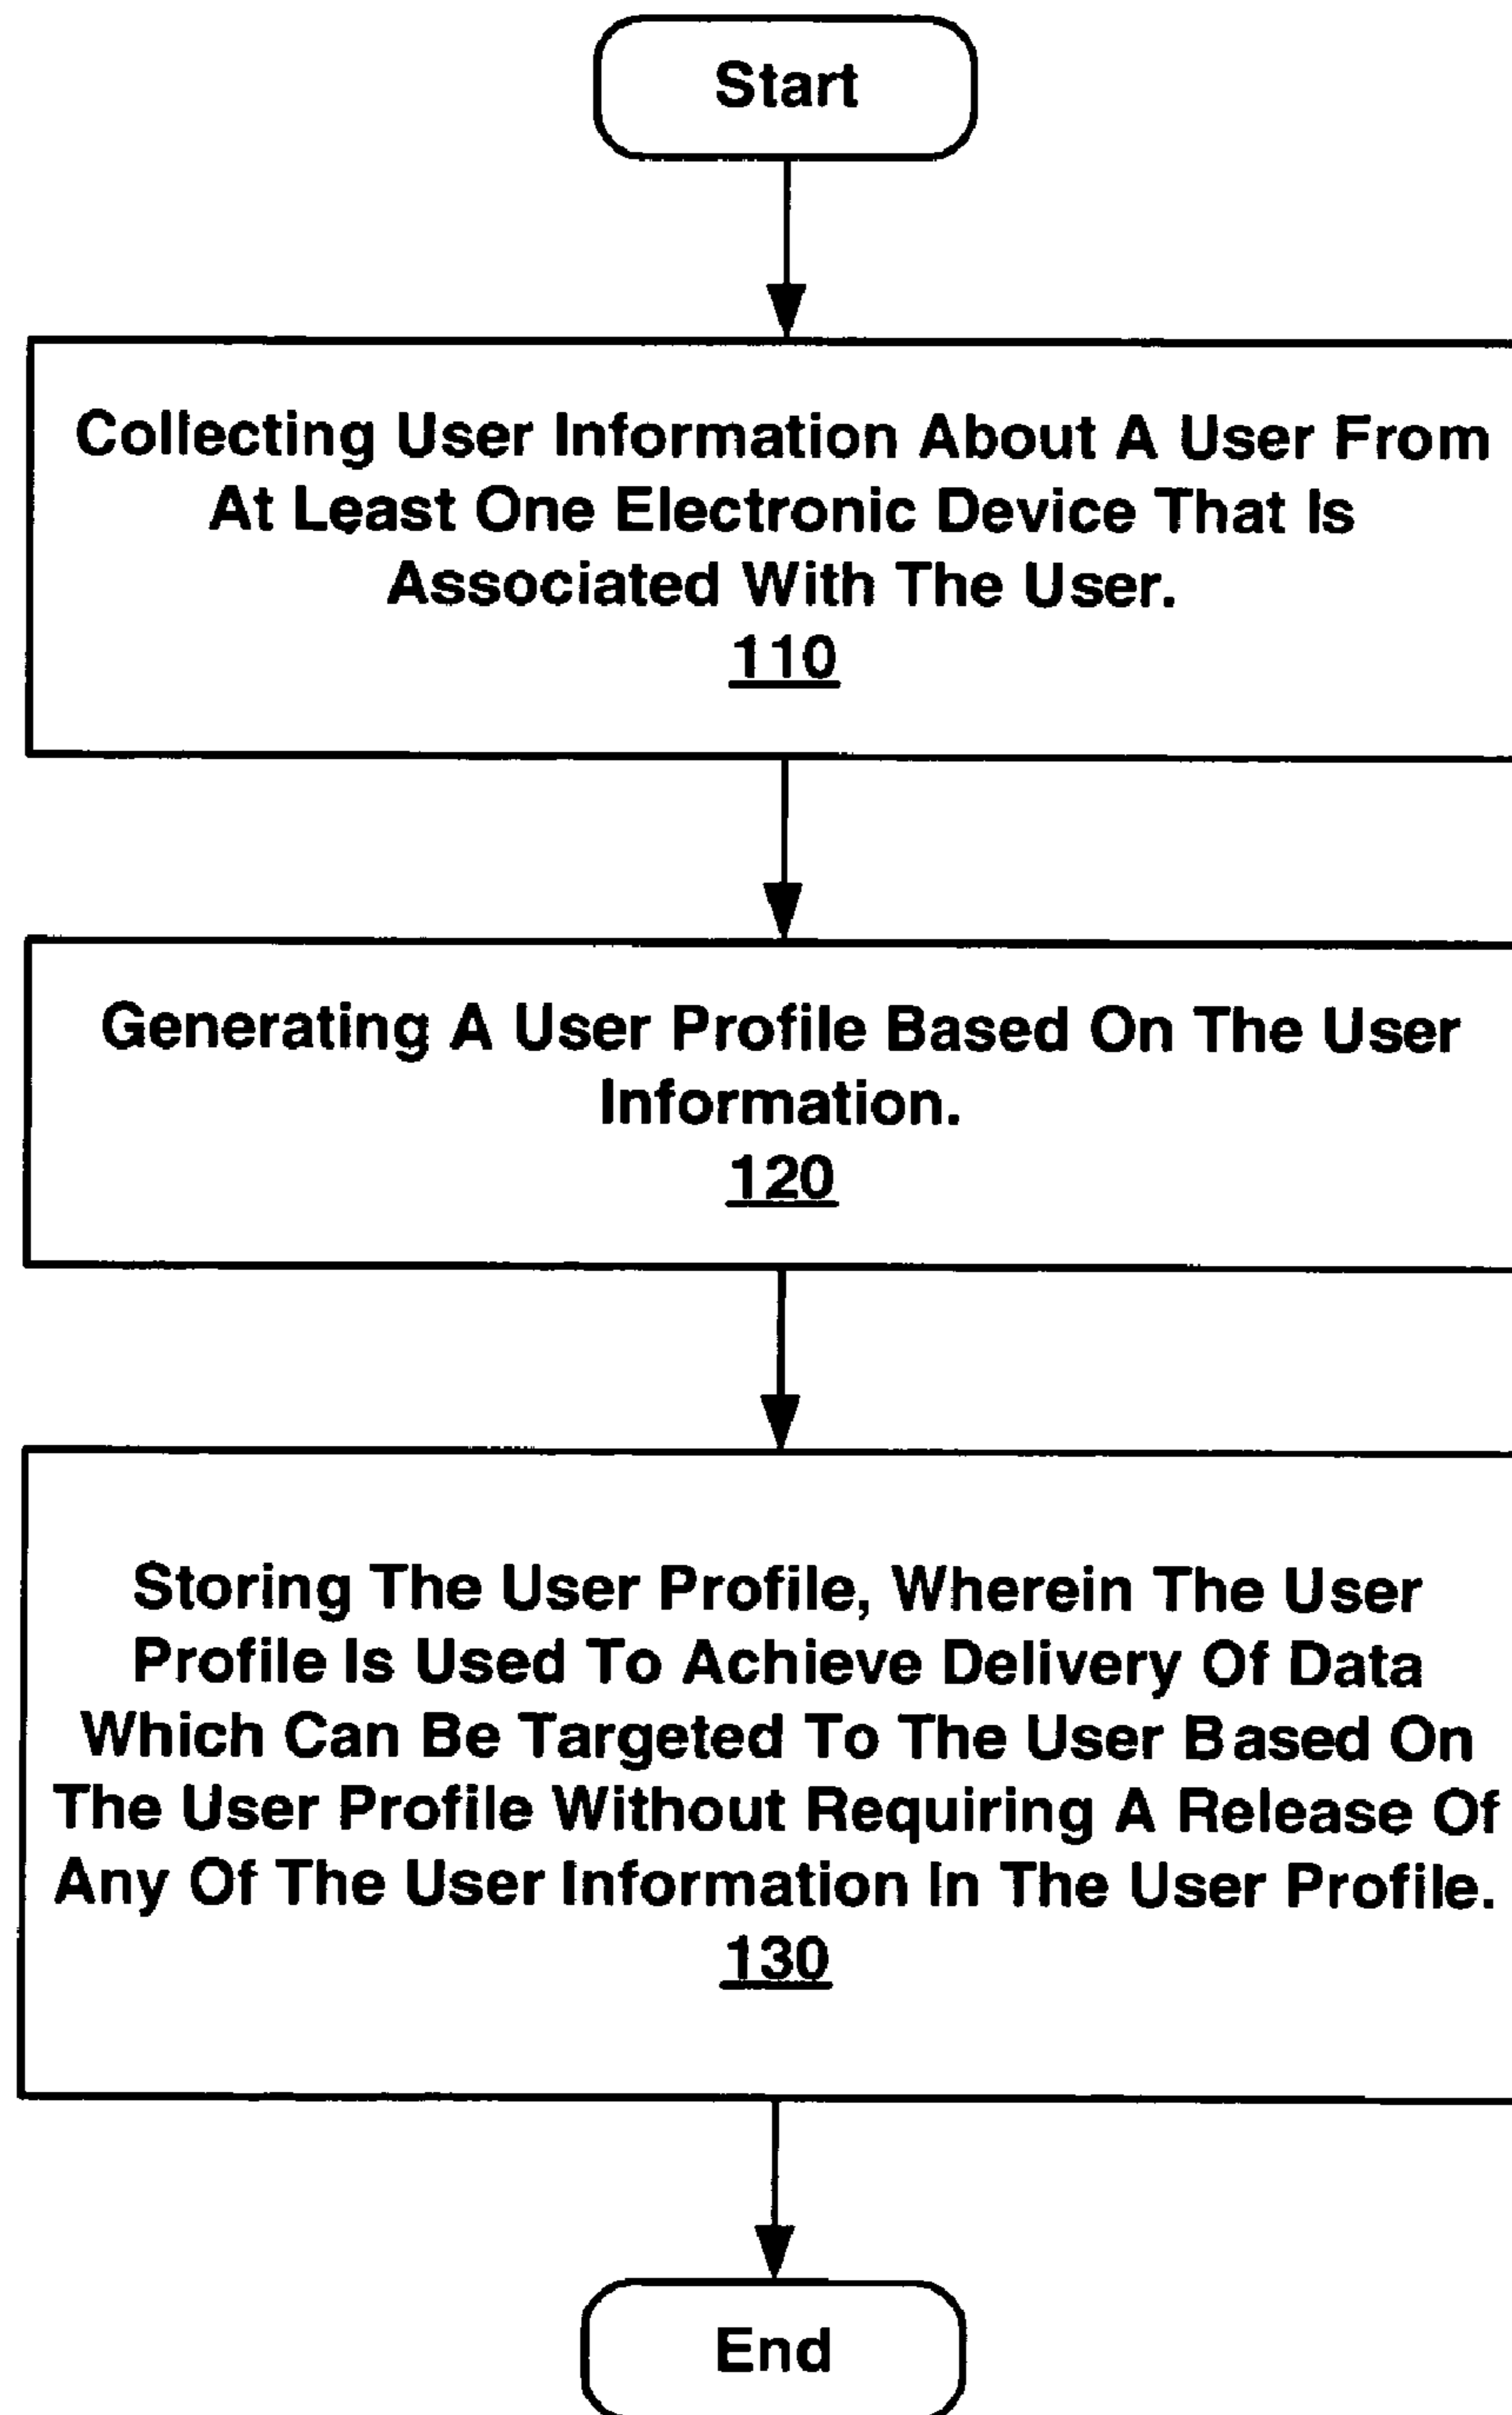 Start
Collecting User Information About A User From
At Least One Electronic Device That Is
Associated With The User.
110
Generating A User Profile Based On The User
Information.
120
Storing The User Profile, Wherein The User
Profile Is Used To Achieve Delivery Of Data
Which Can Be Targeted To The User Based On
The User Profile Without Requiring A Release Of
Any Of The User Information In The User Profile.
130
End